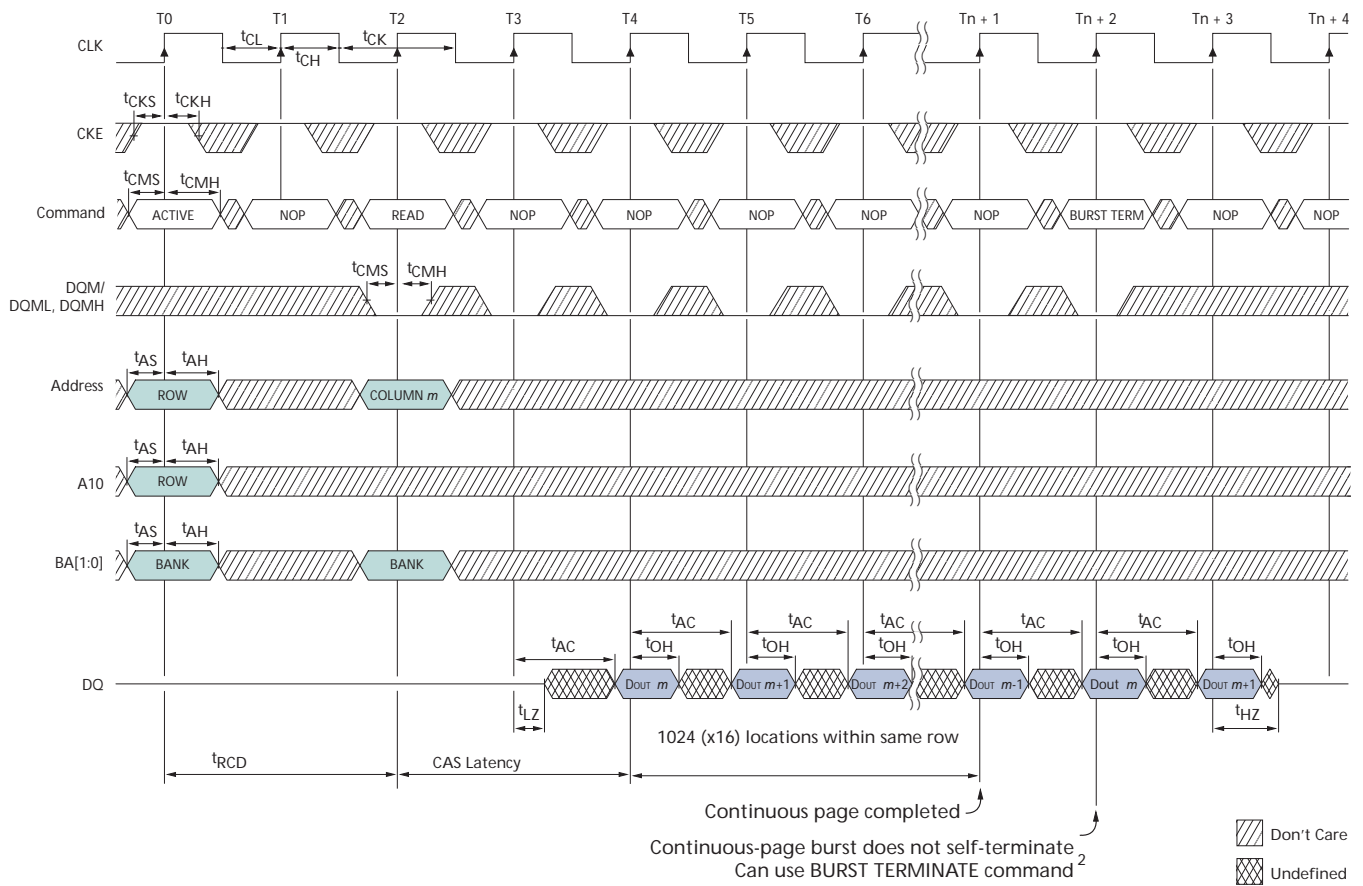 T0 T1 T2 T3 T4 T5 T6 Tn + 1 Tn + 2 Tn + 3 Tn + 4
CLK
tCL
tCK
tCH
tCKS tCKH
CKE
tCMS tCMH
Command ACTIVE NOP READ NOP NOP NOP NOP NOP BURST TERM NOP NOP
tCMS tCMH
DQM/
DQML, DQMH
tAS tAH
Address ROW COLUMN m
tAS tAH
A10 ROW
tAS tAH
BA[1:0] BANK BANK
tAC tAC tAC tAC tAC
tAC tOH tOH tOH tOH tOH tOH
DQ DOUT m DOUT m+1 DOUT m+2 DOUT m-1 Dout m DOUT m+1
tLZ
tHZ
1024 (x16) locations within same row
tRCD CAS Latency
Continuous page completed
Continuous-page burst does not self-terminate
Can use BURST TERMINATE command 2
Don't Care
Undefined